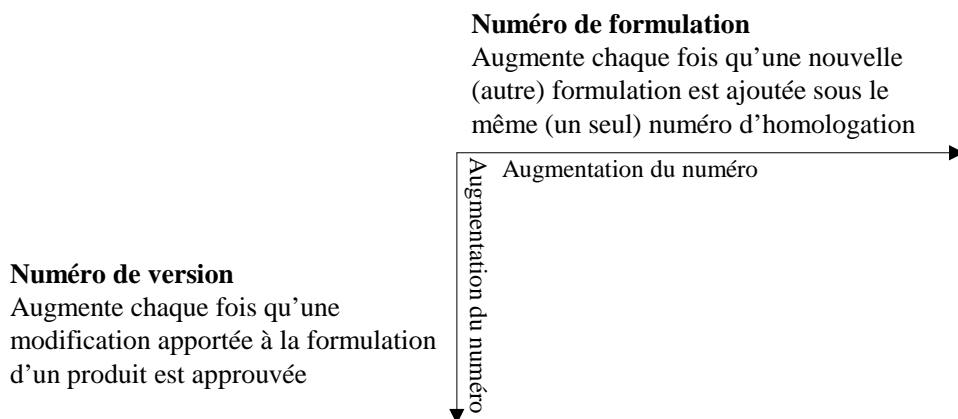 Numéro de formulation
Augmente chaque fois qu’une nouvelle
(autre) formulation est ajoutée sous le
même (un seul) numéro d’homologation
Augmentation du numéro
Augmentation du numéro
Numéro de version
Augmente chaque fois qu’une
modification apportée à la formulation
d’un produit est approuvée